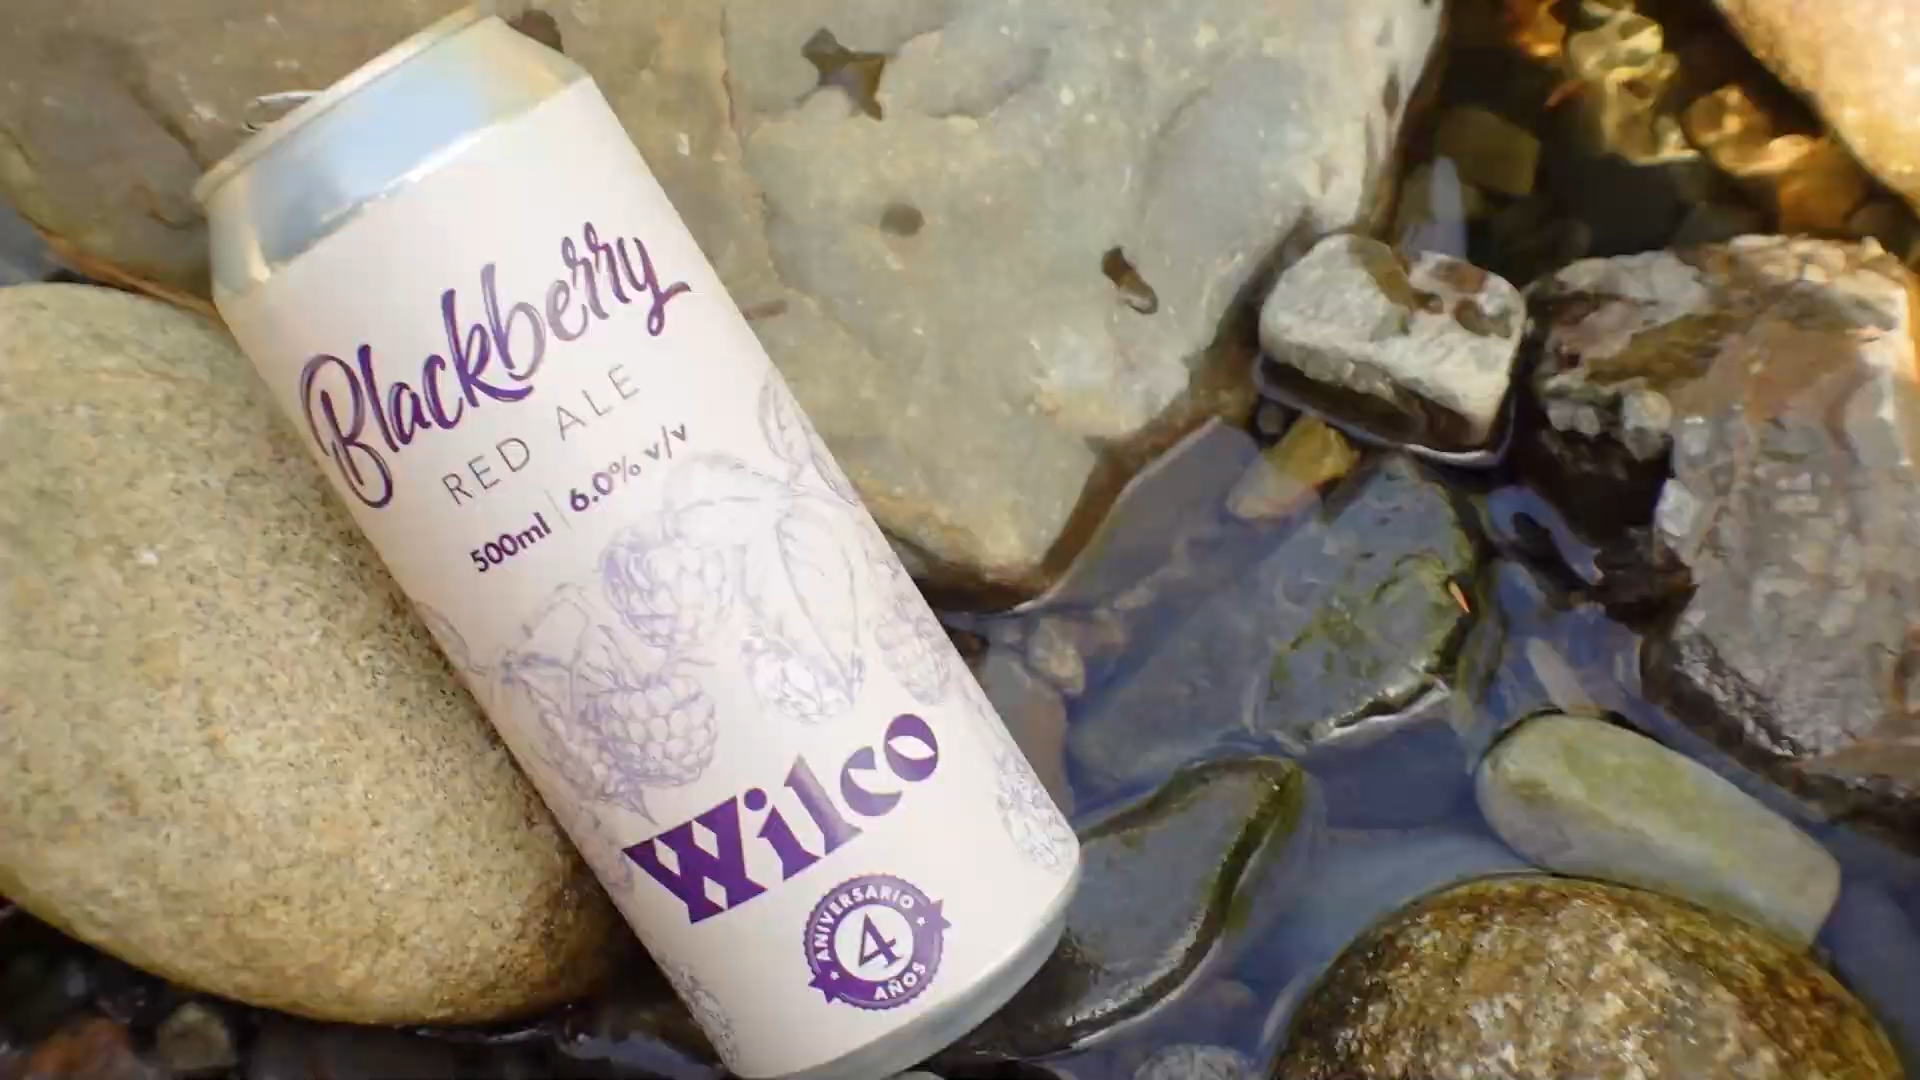 Blackberry
RED ALE
500ml | 6.0% v/v
Wilco
ANIVERSARIO
4
AÑOS